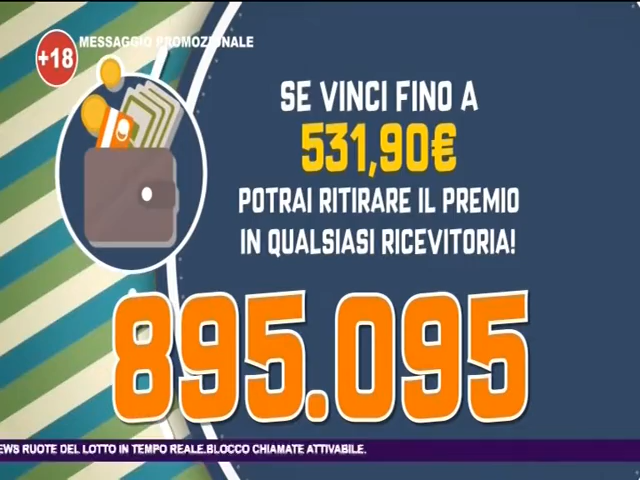 +18 MESSAGGIO PROMOZIONALE
SE VINCI FINO A
531,90€
POTRAI RITIRARE IL PREMIO
IN QUALSIASI RICEVITORIA!
895.095
EWS RUOTE DEL LOTTO IN TEMPO REALE.BLOCCO CHIAMATE ATTIVABILE.